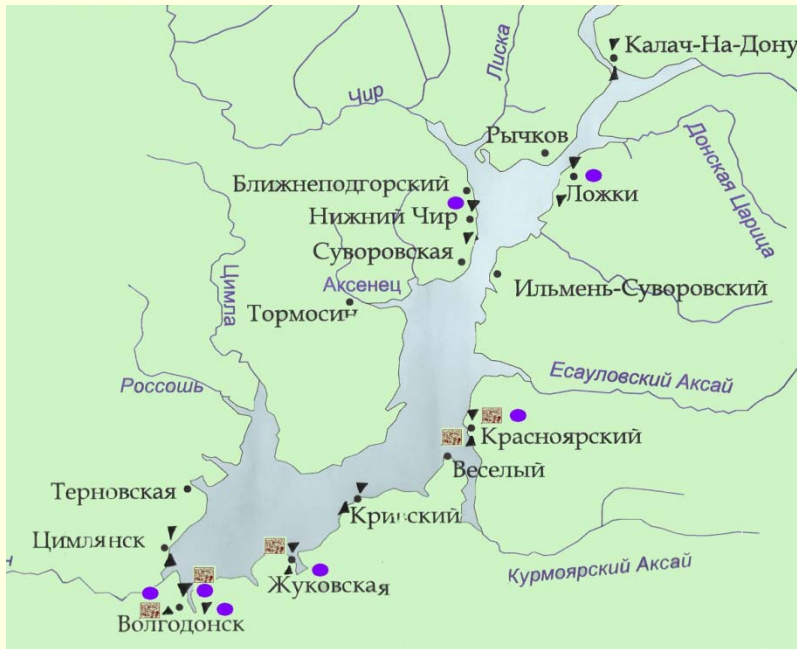 Калач-На-Дону
Лиска
Чир
Рычков
Донская Царица
Ближнеподгорский
Ложки
Нижний Чир
Суворовская
Цимла
Аксенец
Ильмень-Суворовский
Тормосин
Россошь
Есауловский Аксай
Красноярский
Веселый
Терновская
Цимлянск
н
Жуковская
Курмоярский Аксай
Волгодонск